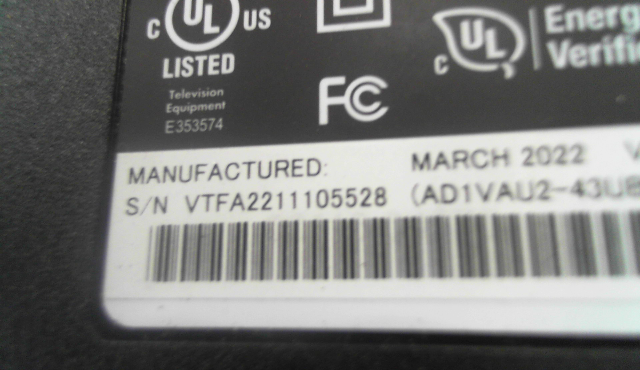 C UL US
LISTED
Television
Equipment
E353574
FC
C UL
Energ
Verifi
MANUFACTURED: MARCH 2022 V
S/N VTFA2211105528 (AD1VAU2-43UB